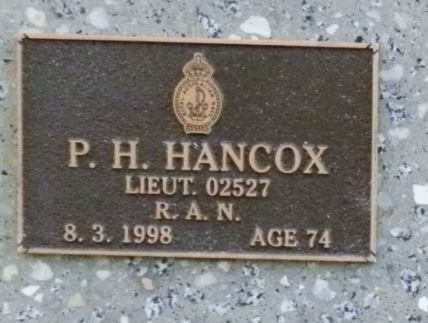 P. H. HANCOX
LIEUT. 02527
R. A. N.
8. 3. 1998 AGE 74